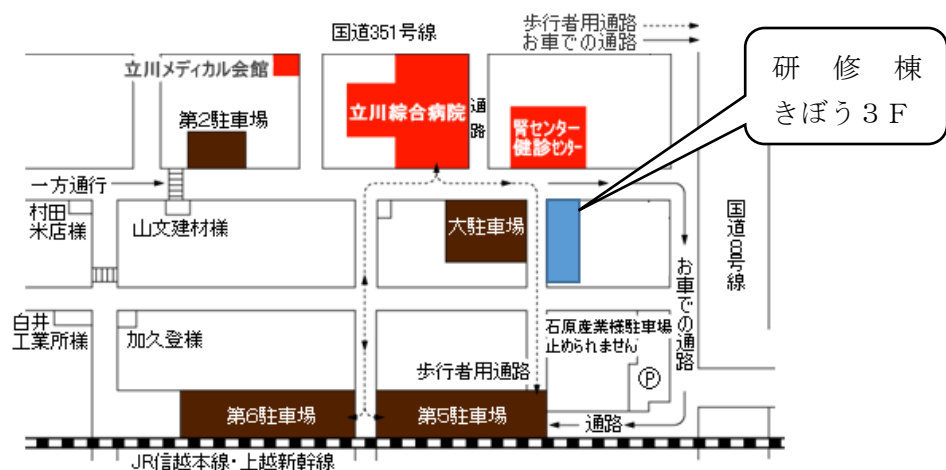 国道351号線
歩行者用通路
お車での通路
立川メディカル会館
第2駐車場
立川綜合病院
通路
腎センター
健診センター
研修棟
きぼう3F
一方通行
村田
米店様
山文建材様
大駐車場
国道8号線
お車での通路
白井
工業所様
加久登様
石原産業様駐車場
止められません
歩行者用通路
P
第6駐車場
第5駐車場
通路
JR信越本線・上越新幹線